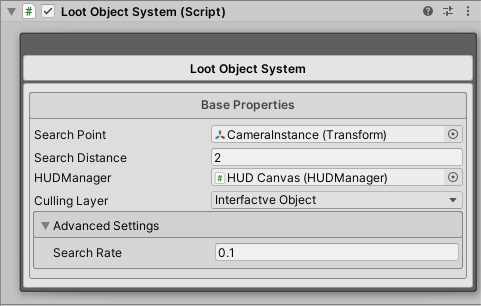 Loot Object System (Script)
Loot Object System
Base Properties
Search Point CameraInstance (Transform)
Search Distance 2
HUDManager HUD Canvas (HUDManager)
Culling Layer Interfactve Object
Advanced Settings
Search Rate 0.1